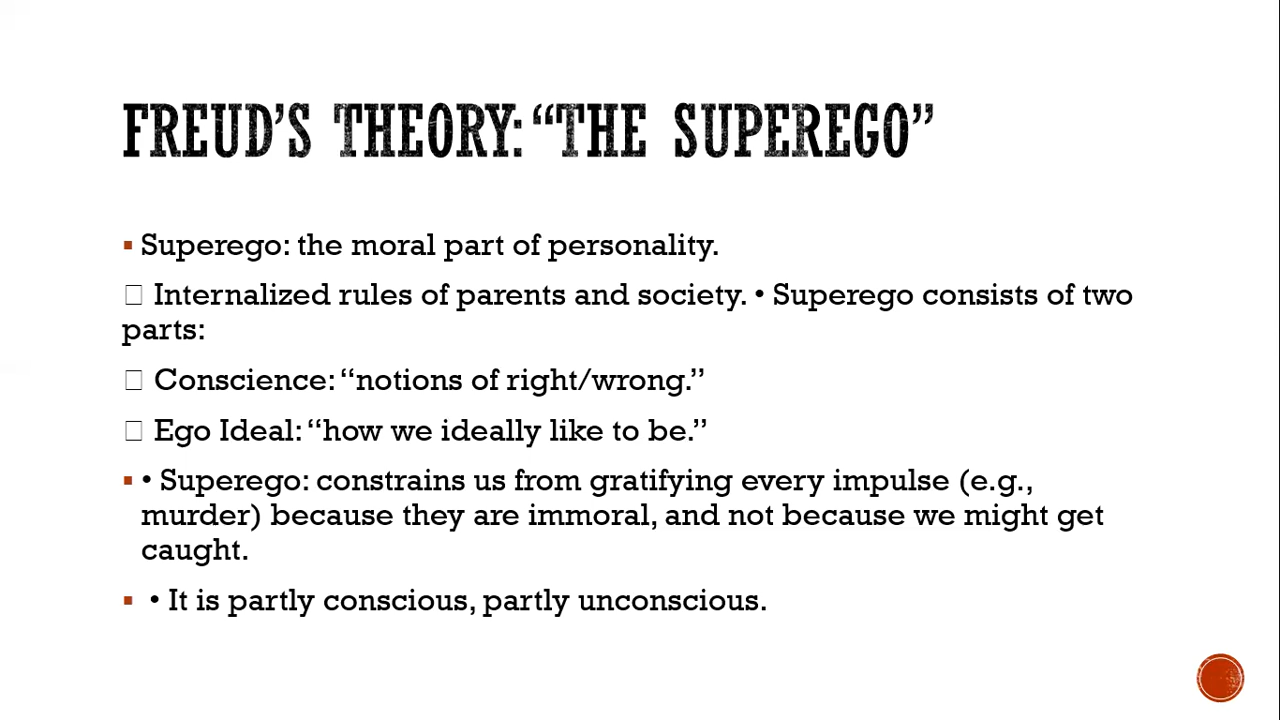 FREUD'S THEORY: “THE SUPEREGO”
▪ Superego: the moral part of personality.
□ Internalized rules of parents and society. • Superego consists of two
parts:
□ Conscience: “notions of right/wrong.”
□ Ego Ideal: “how we ideally like to be.”
▪ • Superego: constrains us from gratifying every impulse (e.g.,
murder) because they are immoral, and not because we might get
caught.
▪ • It is partly conscious, partly unconscious.